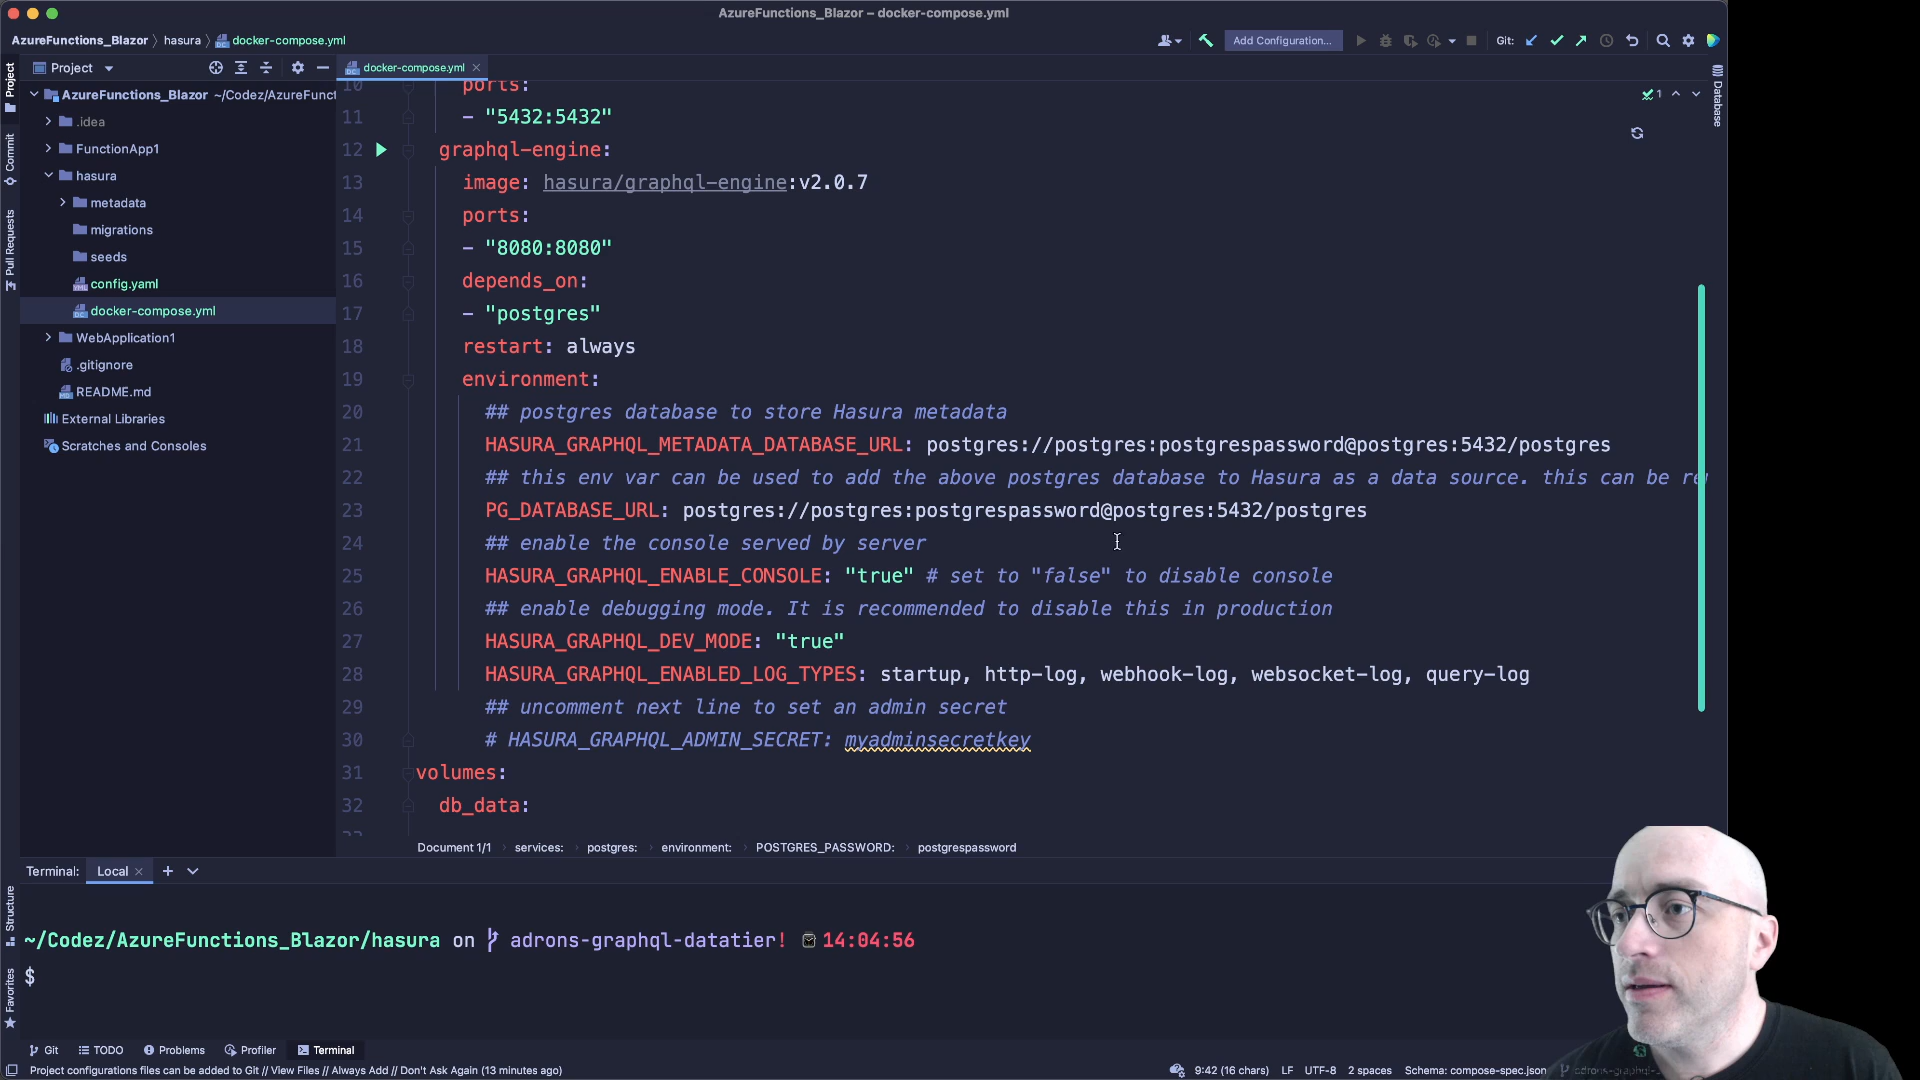 AzureFunctions_Blazor – docker-compose.yml
AzureFunctions_Blazor hasura docker-compose.yml
Add Configuration...
Git:
Project
docker-compose.yml
Project
Commit
Pull Requests
Structure
Favorites
Database
AzureFunctions_Blazor ~/Codez/AzureFunct
.idea
FunctionApp1
hasura
metadata
migrations
seeds
config.yaml
docker-compose.yml
WebApplication1
.gitignore
README.md
External Libraries
Scratches and Consoles
1
10 ports:
11 - "5432:5432"
12 graphql-engine:
13 image: hasura/graphql-engine:v2.0.7
14 ports:
15 - "8080:8080"
16 depends_on:
17 - "postgres"
18 restart: always
19 environment:
20 ## postgres database to store Hasura metadata
21 HASURA_GRAPHQL_METADATA_DATABASE_URL: postgres://postgres:postgrespassword@postgres:5432/postgres
22 ## this env var can be used to add the above postgres database to Hasura as a data source. this can be re
23 PG_DATABASE_URL: postgres://postgres:postgrespassword@postgres:5432/postgres
24 ## enable the console served by server
25 HASURA_GRAPHQL_ENABLE_CONSOLE: "true" # set to "false" to disable console
26 ## enable debugging mode. It is recommended to disable this in production
27 HASURA_GRAPHQL_DEV_MODE: "true"
28 HASURA_GRAPHQL_ENABLED_LOG_TYPES: startup, http-log, webhook-log, websocket-log, query-log
29 ## uncomment next line to set an admin secret
30 # HASURA_GRAPHQL_ADMIN_SECRET: myadminsecretkey
31 volumes:
32 db_data:
Document 1/1 services: postgres: environment: POSTGRES_PASSWORD: postgrespassword
Terminal: Local
~/Codez/AzureFunctions_Blazor/hasura on adrons-graphql-datatier! 14:04:56
$
Git TODO Problems Profiler Terminal
Project configurations files can be added to Git // View Files // Always Add // Don't Ask Again (13 minutes ago)
9:42 (16 chars) LF UTF-8 2 spaces Schema: compose-spec.json